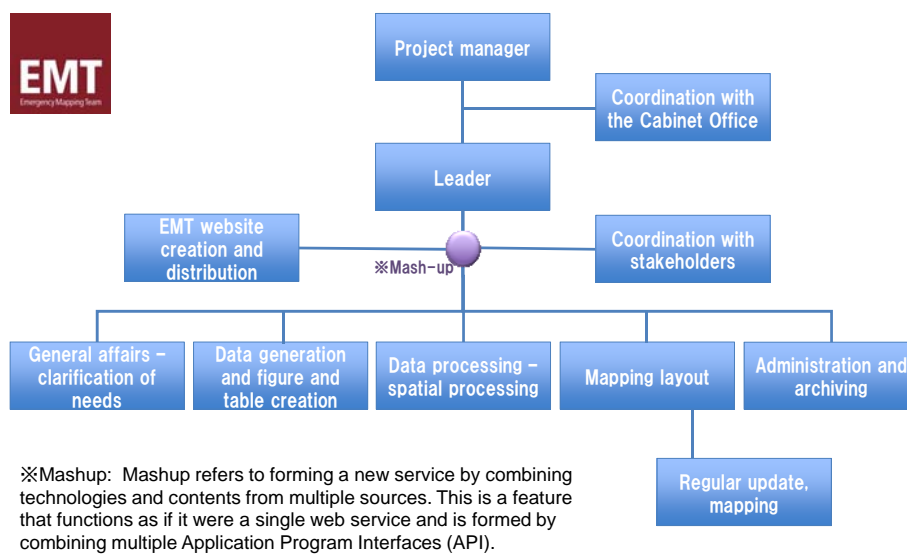 EMT
Emergency Mapping Team
Project manager
Coordination with
the Cabinet Office
Leader
EMT website
creation and
distribution
※Mash-up
Coordination with
stakeholders
General affairs –
clarification of
needs
Data generation
and figure and
table creation
Data processing –
spatial processing
Mapping layout
Administration and
archiving
Regular update,
mapping
※Mashup: Mashup refers to forming a new service by combining
technologies and contents from multiple sources. This is a feature
that functions as if it were a single web service and is formed by
combining multiple Application Program Interfaces (API).